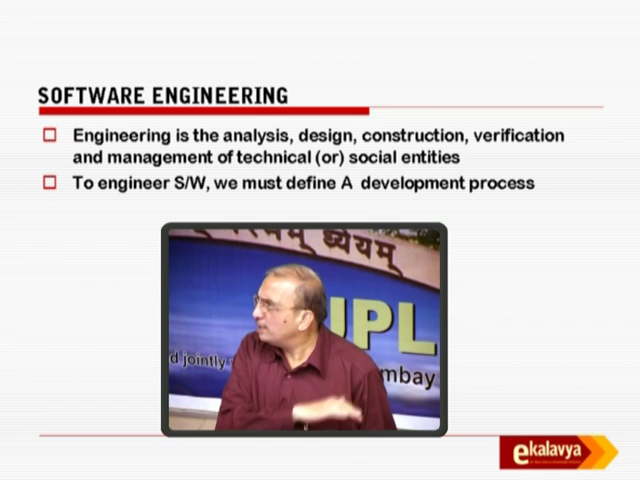 SOFTWARE ENGINEERING
Engineering is the analysis, design, construction, verification
and management of technical (or) social entities
To engineer S/W, we must define A  development process
ध्येयम्
JPL
d jointly
mbay
ekalavya